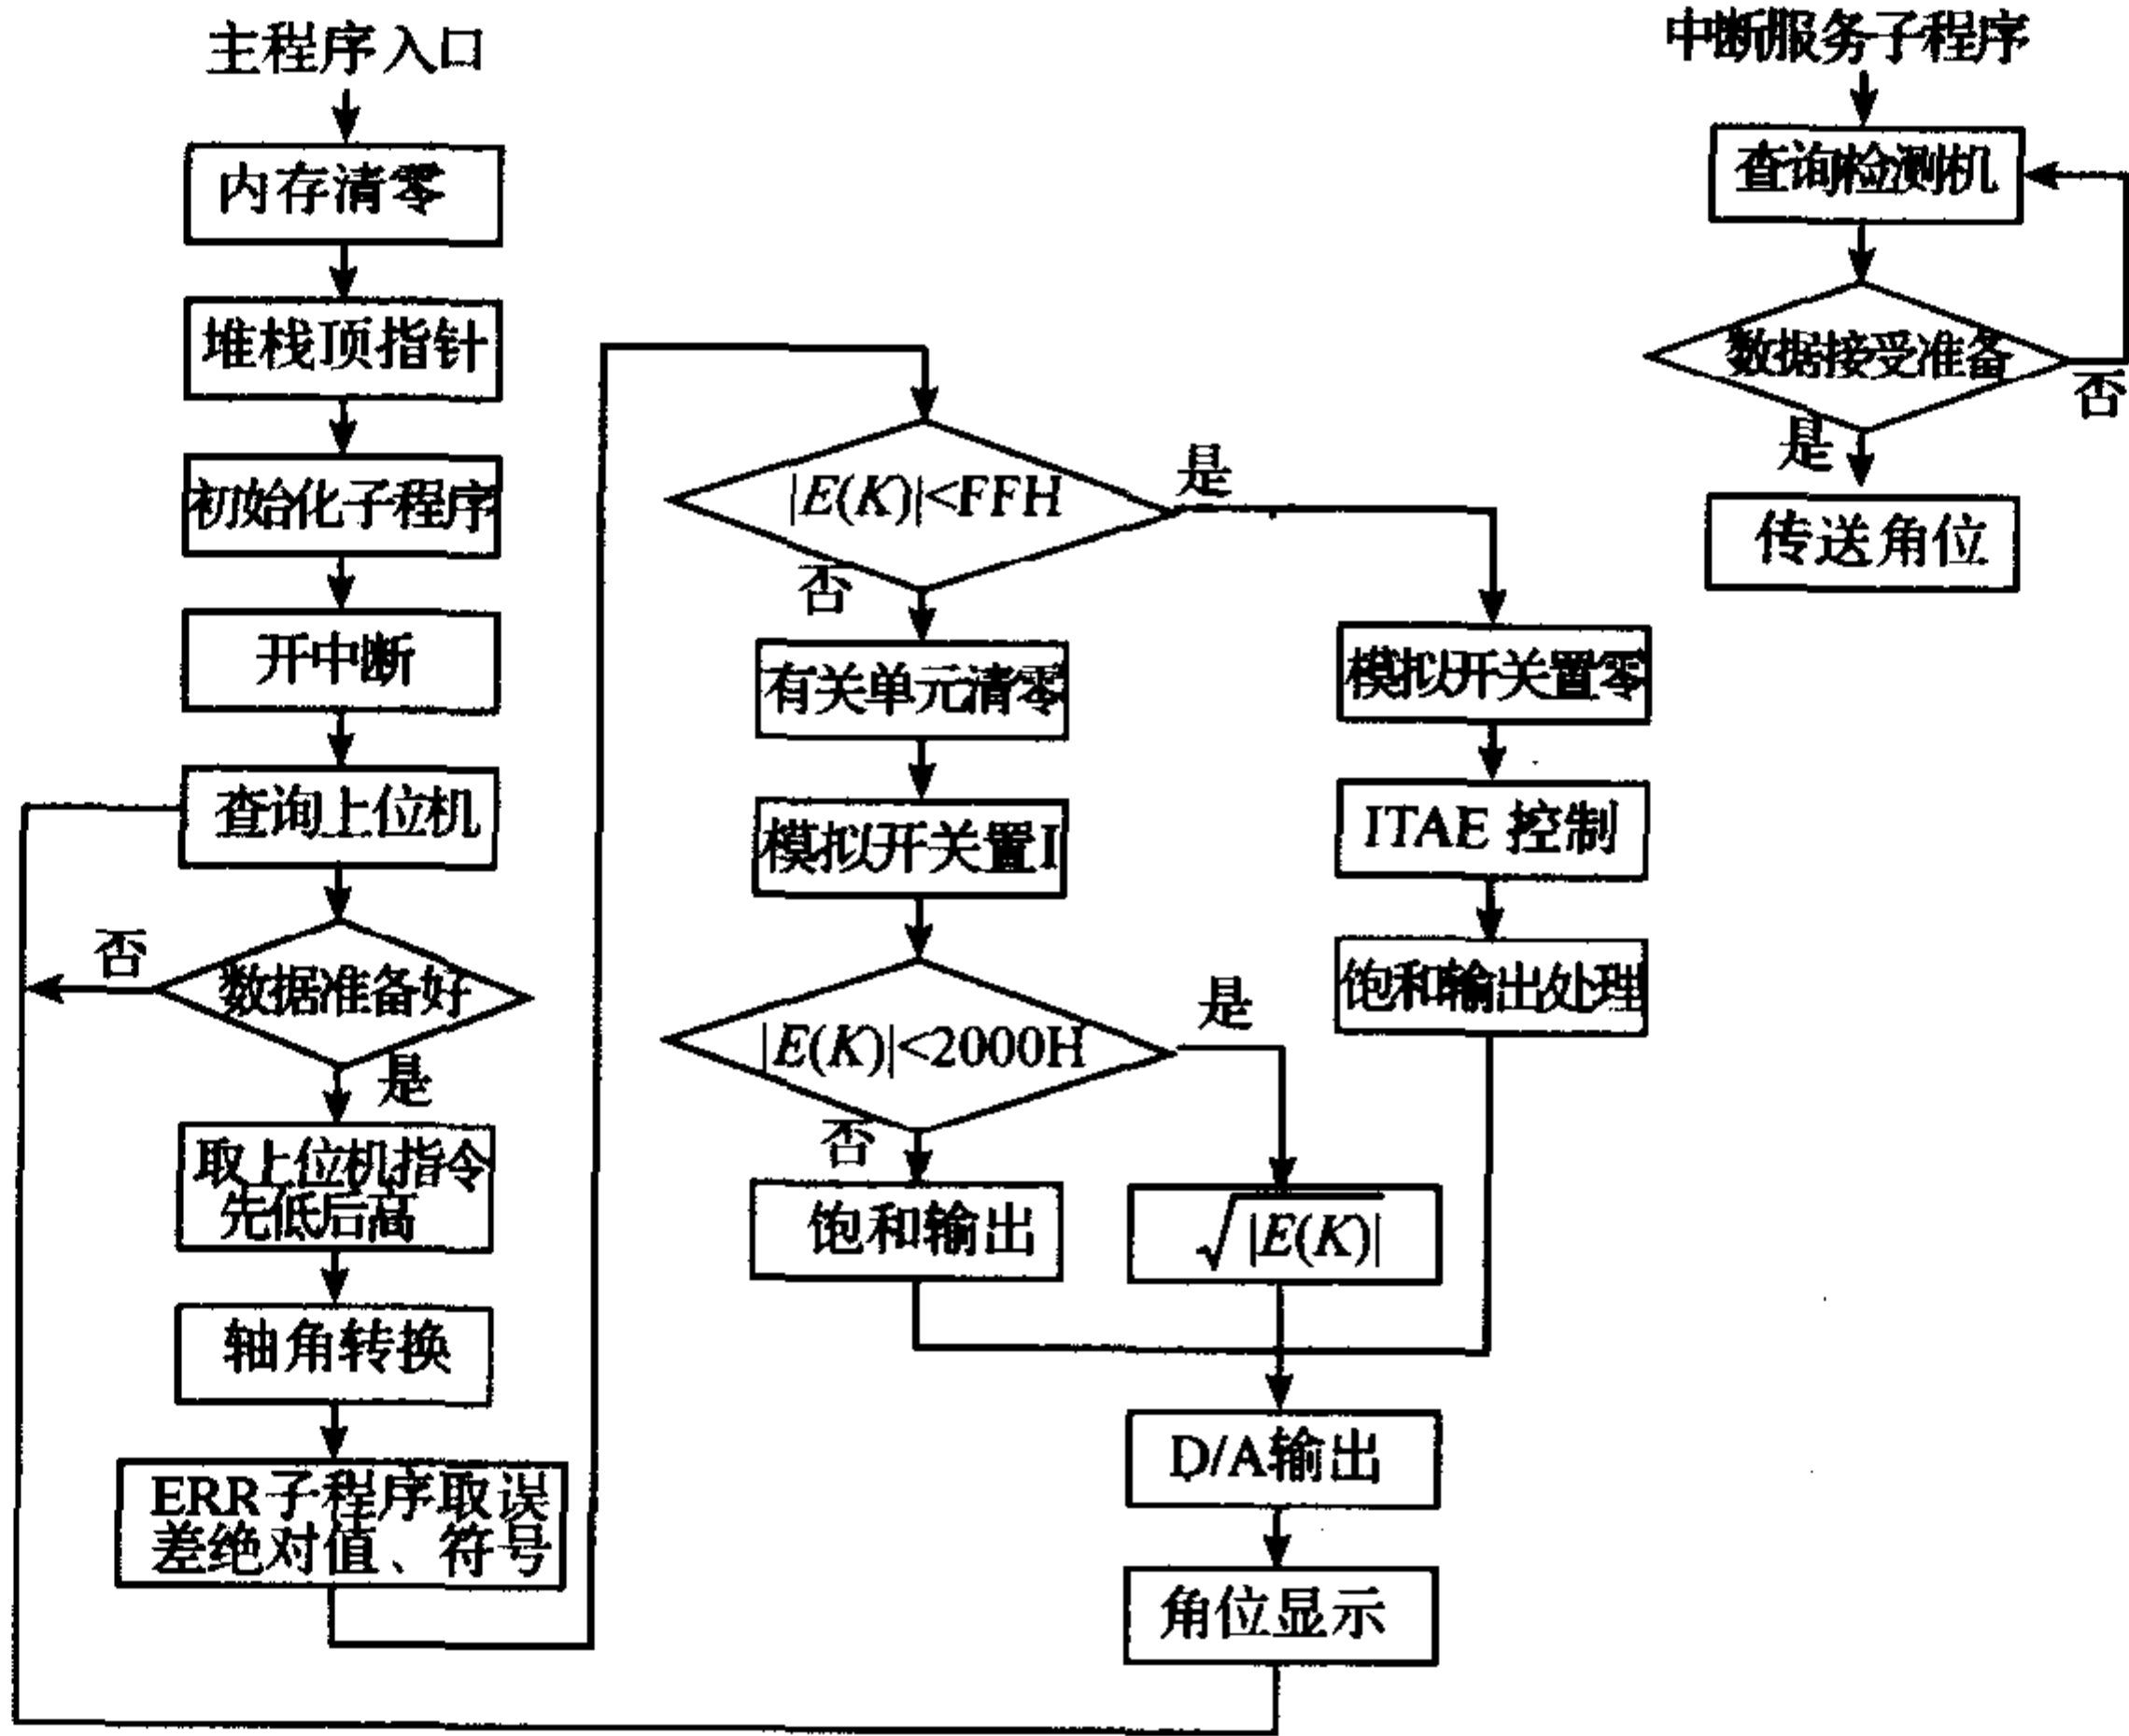 主程序入口
内存清零
堆栈顶指针
初始化子程序
开中断
查询上位机
否
数据准备好
是
取上位机指令
先低后高
轴角转换
ERR子程序取误
差绝对值、符号
|E(K)|<FFH
是
否
有关单元清零
模拟开关置I
|E(K)|<2000H
是
否
饱和输出
√|E(K)|
模拟开关置零
ITAE 控制
饱和输出处理
D/A输出
角位显示
中断服务子程序
查询检测机
数据接受准备
否
是
传送角位